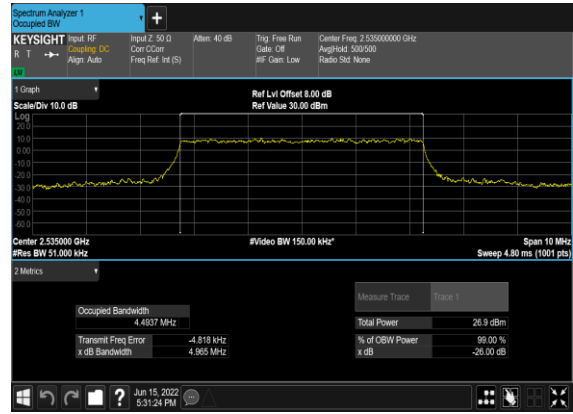 Spectrum Analyzer 1
Occupied BW
KEYSIGHT Input: RF Input Z: 50 Ω Atten: 40 dB Trig: Free Run Center Freq: 2.535000000 GHz
R T Coupling: DC Corr CCorr Gate: Off Avg|Hold: 500/500
Align: Auto Freq Ref: Int (S) #IF Gain: Low Radio Std: None
1 Graph Ref Lvl Offset 8.00 dB
Scale/Div 10.0 dB Ref Value 30.00 dBm
Log
20.0
10.0
0.00
-10.0
-20.0
-30.0
-40.0
-50.0
-60.0
Center 2.535000 GHz #Video BW 150.00 kHz* Span 10 MHz
#Res BW 51.000 kHz Sweep 4.80 ms (1001 pts)
2 Metrics
Measure Trace Trace 1
Occupied Bandwidth
4.4937 MHz Total Power 26.9 dBm
Transmit Freq Error -4.818 kHz % of OBW Power 99.00 %
x dB Bandwidth 4.965 MHz x dB -26.00 dB
Jun 15, 2022
5:31:24 PM